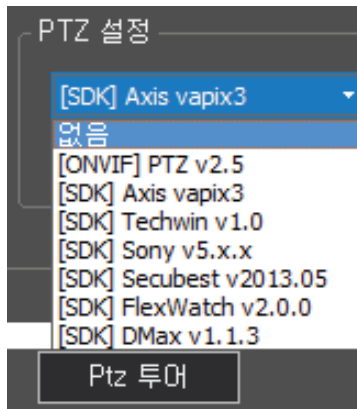 PTZ 설정
[SDK] Axis vapix3
없음
[ONVIF] PTZ v2.5
[SDK] Axis vapix3
[SDK] Techwin v1.0
[SDK] Sony v5.x.x
[SDK] Secubest v2013.05
[SDK] FlexWatch v2.0.0
[SDK] DMax v1.1.3
Ptz 투어